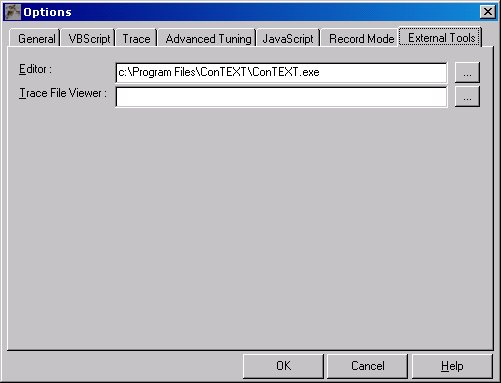 Options
General VBScript Trace Advanced Tuning JavaScript Record Mode External Tools
Editor : c:\Program Files\ConTEXT\ConTEXT.exe ...
Trace File Viewer : ...
OK Cancel Help